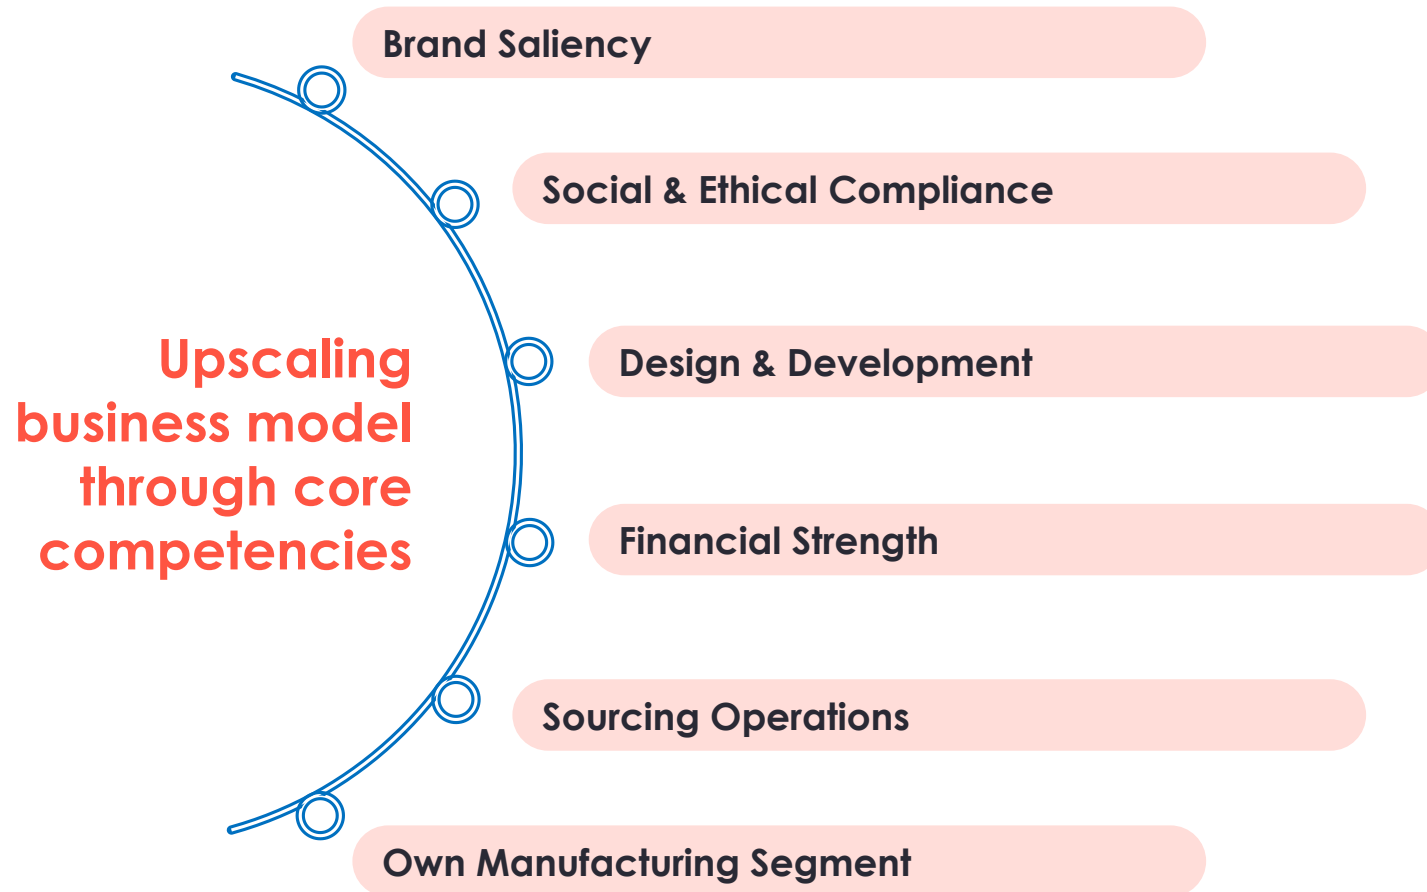 Brand Saliency
Social & Ethical Compliance
Upscaling
business model
through core
competencies
Design & Development
Financial Strength
Sourcing Operations
Own Manufacturing Segment